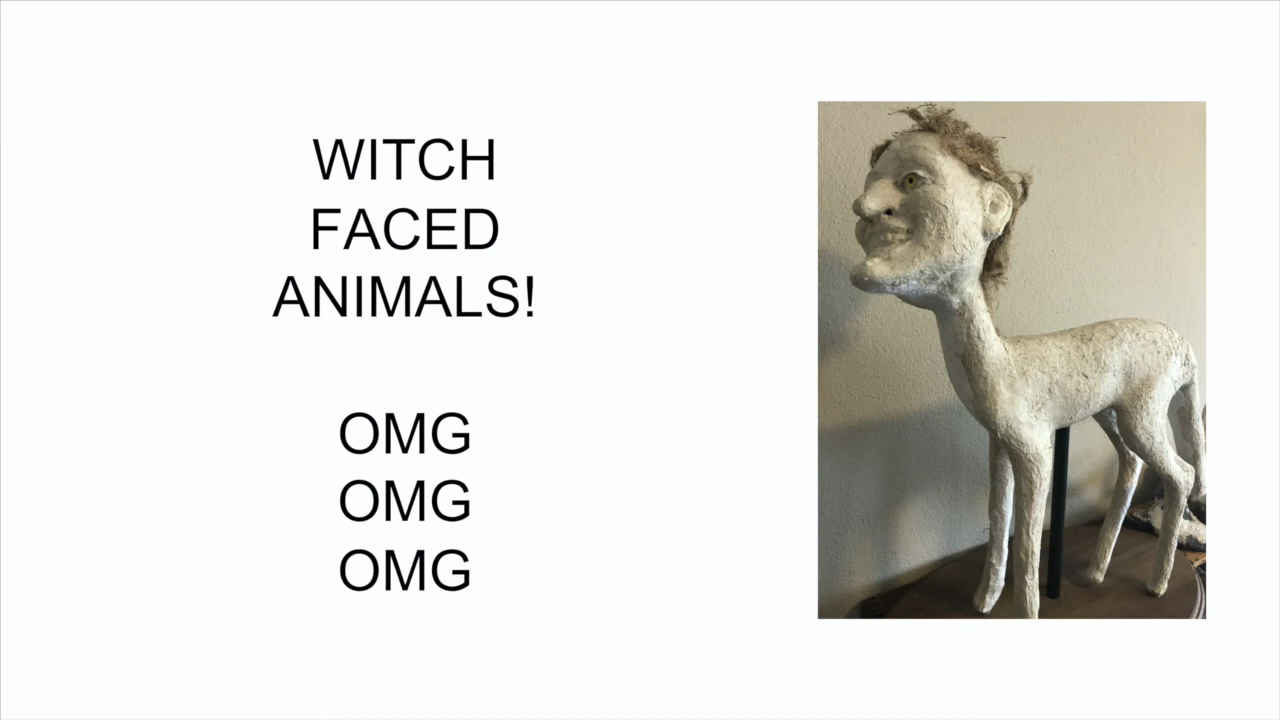 WITCH
FACED
ANIMALS!
OMG
OMG
OMG